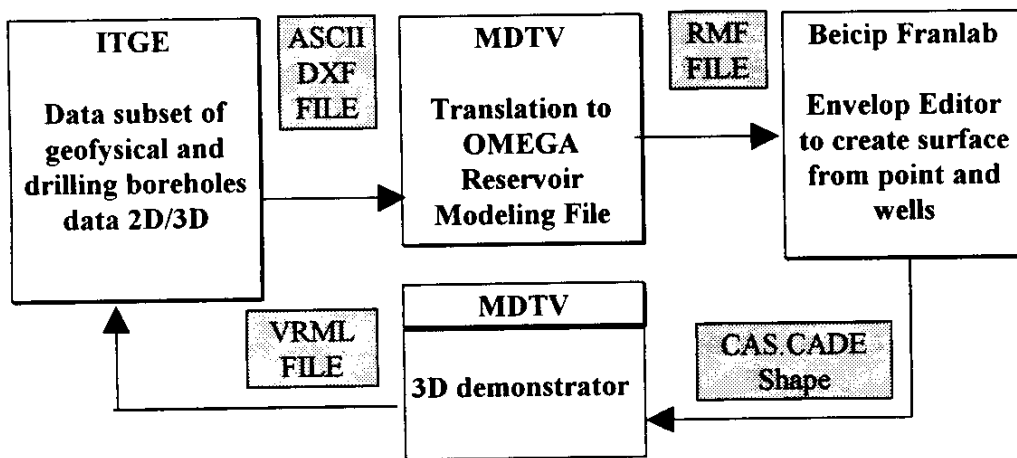 ITGE
Data subset of
geofysical and
drilling boreholes
data 2D/3D
ASCII
DXF
FILE
MDTV
Translation to
OMEGA
Reservoir
Modeling File
RMF
FILE
Beicip Franlab
Envelop Editor
to create surface
from point and
wells
CAS.CADE
Shape
MDTV
3D demonstrator
VRML
FILE